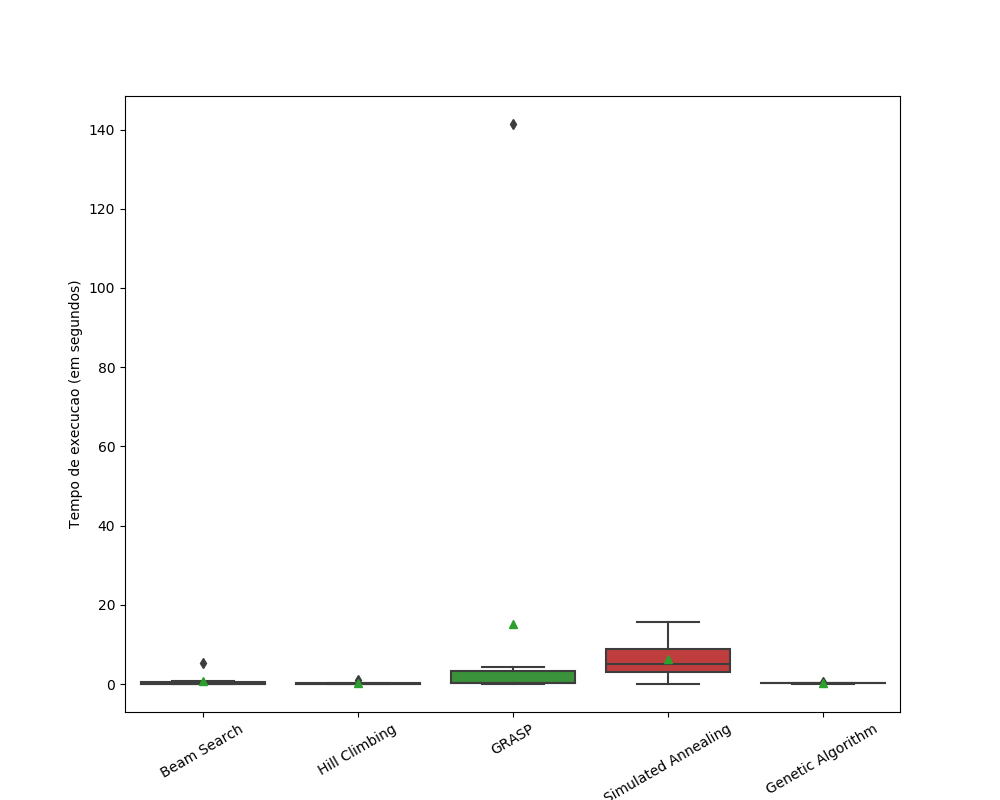 Tempo de execucao (em segundos)
140
120
100
80
60
40
20
0
Beam Search
Hill Climbing
GRASP
Simulated Annealing
Genetic Algorithm